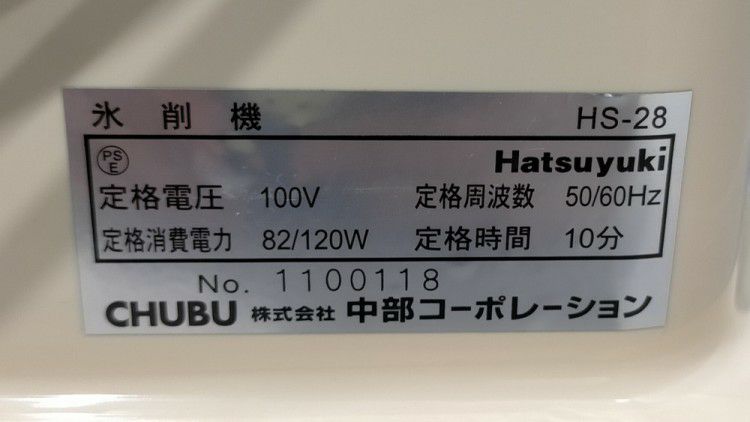 氷削機 HS-28
PSE Hatsuyuki
定格電圧 100V 定格周波数 50/60Hz
定格消費電力 82/120W 定格時間 10分
No. 1100118
CHUBU 株式会社 中部コーポレーション